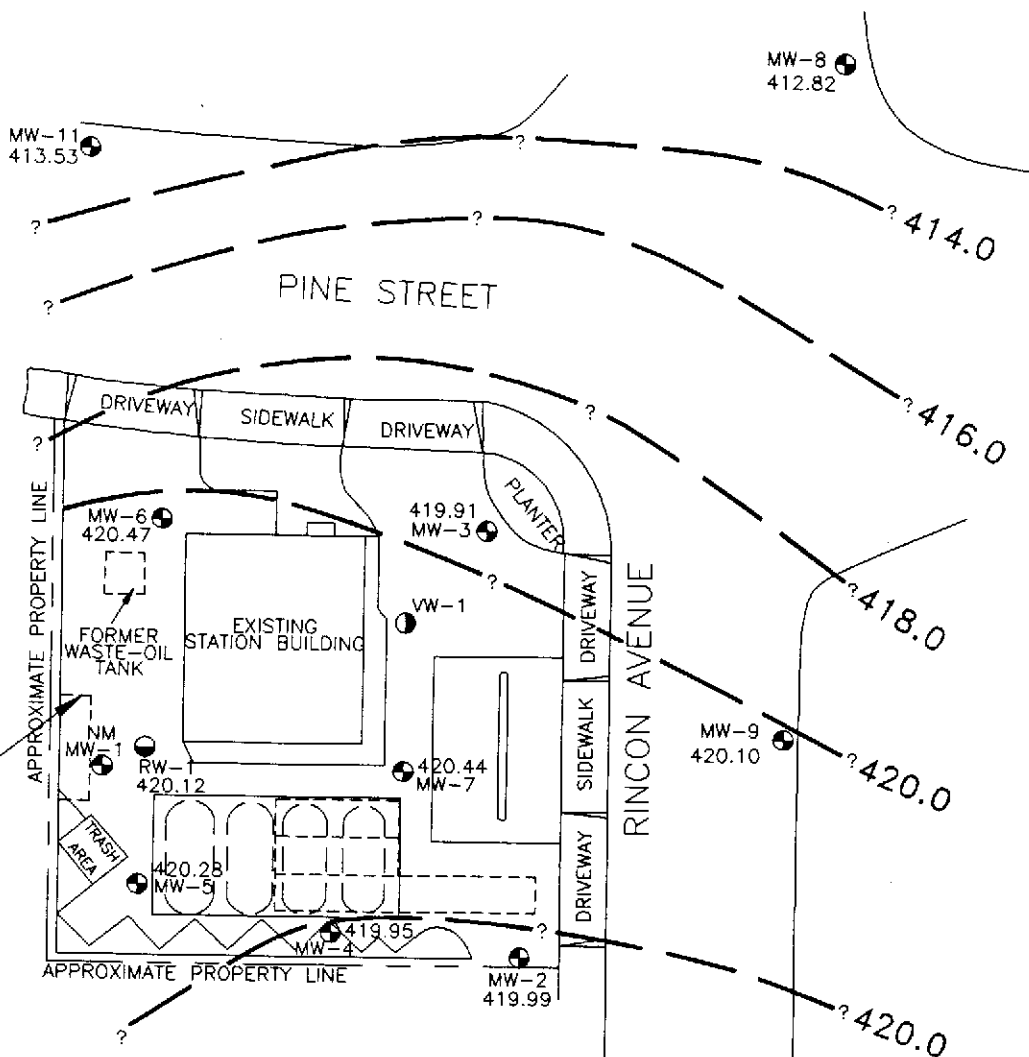 MW-8
412.82
MW-11
413.53
?
?
?
414.0
?
?
PINE STREET
?
416.0
DRIVEWAY
SIDEWALK
DRIVEWAY
?
?
PLANTER
MW-6
420.47
419.91
MW-3
?
?
418.0
FORMER
WASTE-OIL
TANK
EXISTING
STATION BUILDING
VW-1
DRIVEWAY
APPROXIMATE PROPERTY LINE
RINCON AVENUE
SIDEWALK
MW-9
420.10
?
420.0
NM
MW-1
RW-1
420.12
420.44
MW-7
TRASH
AREA
420.28
MW-5
DRIVEWAY
419.95
MW-4
?
MW-2
419.99
APPROXIMATE PROPERTY LINE
?
?
420.0